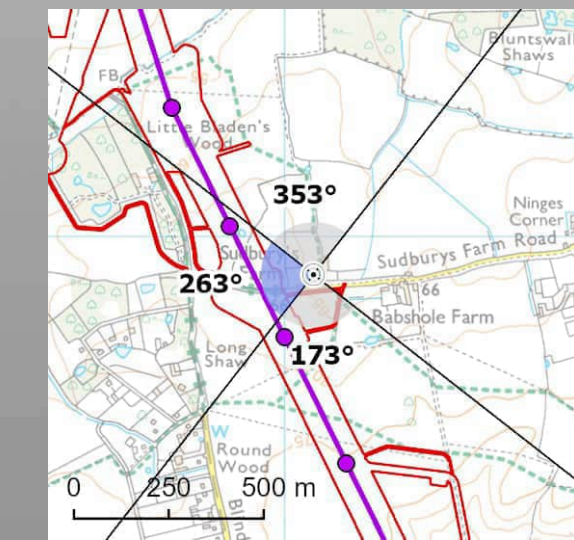 Bluntswall
Shaws
FB
Little Bladen's
Wood
353°
Ninges
Corner
Sudburys Farm Road
Sudbury's
263°
66
Babshole Farm
173°
Long
Shaw
W
Round
Wood
0 250 500 m